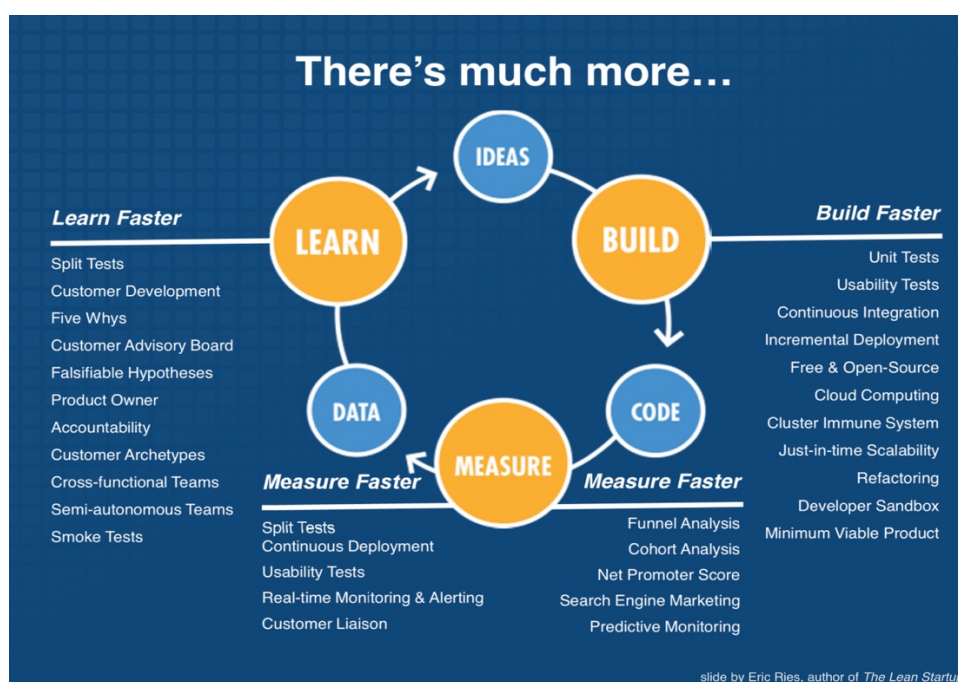 There's much more...
IDEAS
LEARN
BUILD
DATA
CODE
MEASURE
Learn Faster
Split Tests
Customer Development
Five Whys
Customer Advisory Board
Falsifiable Hypotheses
Product Owner
Accountability
Customer Archetypes
Cross-functional Teams
Semi-autonomous Teams
Smoke Tests
Build Faster
Unit Tests
Usability Tests
Continuous Integration
Incremental Deployment
Free & Open-Source
Cloud Computing
Cluster Immune System
Just-in-time Scalability
Refactoring
Developer Sandbox
Minimum Viable Product
Measure Faster
Split Tests
Continuous Deployment
Usability Tests
Real-time Monitoring & Alerting
Customer Liaison
Measure Faster
Funnel Analysis
Cohort Analysis
Net Promoter Score
Search Engine Marketing
Predictive Monitoring
slide by Eric Ries, author of The Lean Startu